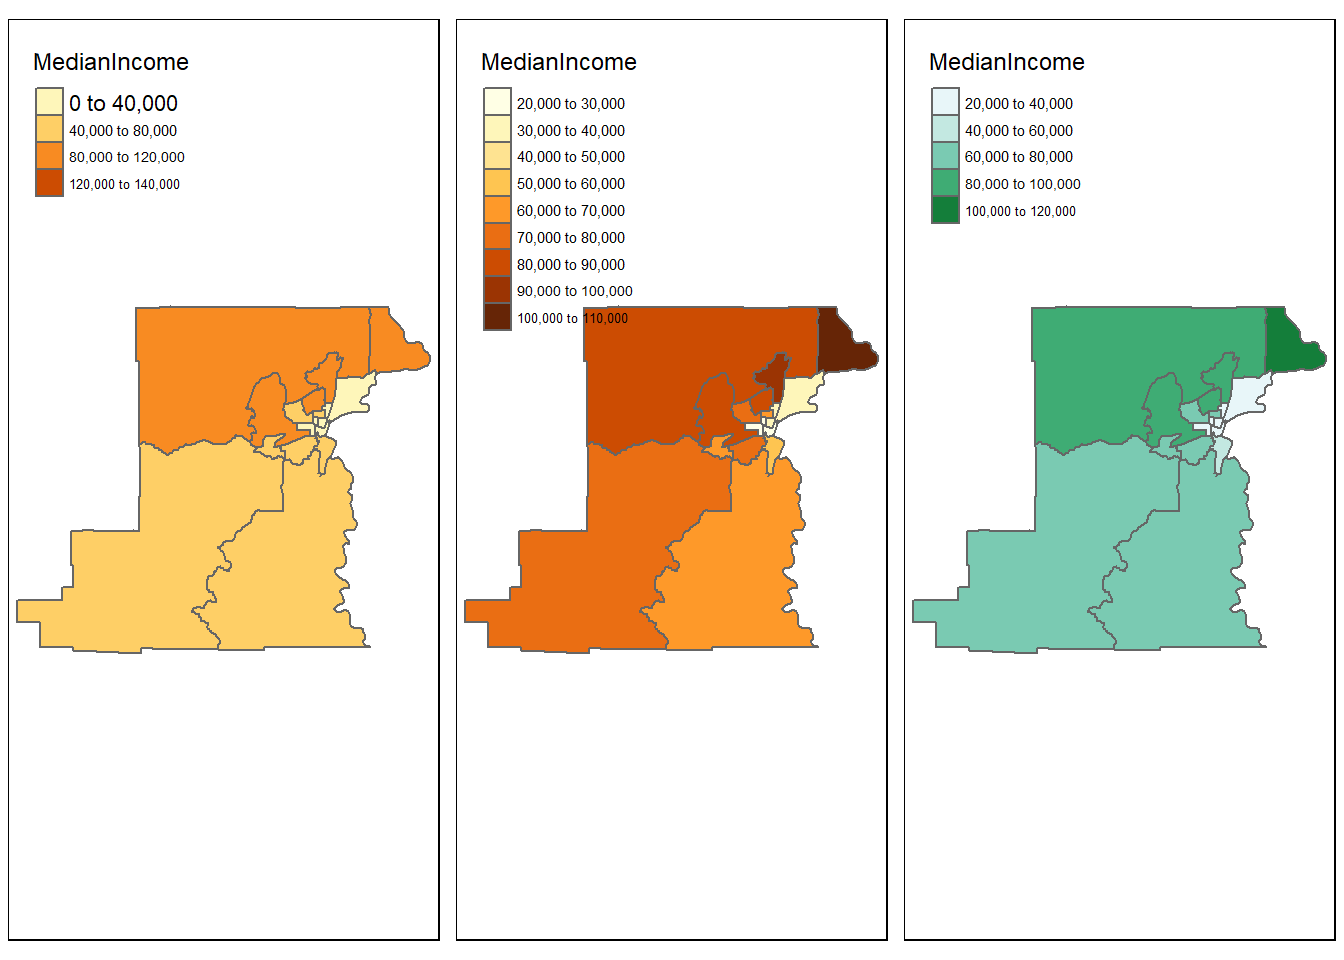 MedianIncome
0 to 40,000
40,000 to 80,000
80,000 to 120,000
120,000 to 140,000
MedianIncome
20,000 to 30,000
30,000 to 40,000
40,000 to 50,000
50,000 to 60,000
60,000 to 70,000
70,000 to 80,000
80,000 to 90,000
90,000 to 100,000
100,000 to 110,000
MedianIncome
20,000 to 40,000
40,000 to 60,000
60,000 to 80,000
80,000 to 100,000
100,000 to 120,000